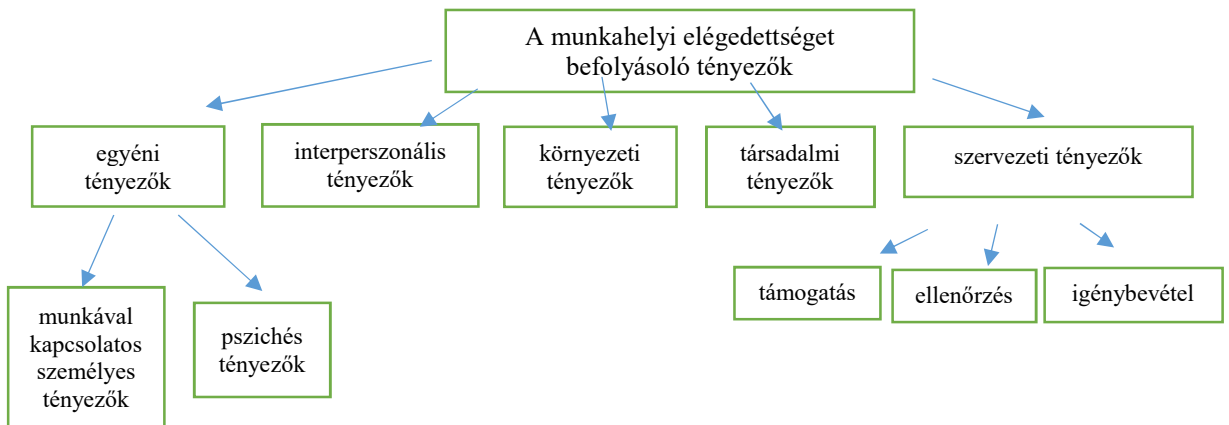 A munkahelyi elégedettséget
befolyásoló tényezők
egyéni
tényezők
interperszonális
tényezők
környezeti
tényezők
társadalmi
tényezők
szervezeti tényezők
munkával
kapcsolatos
személyes
tényezők
pszichés
tényezők
támogatás
ellenőrzés
igénybevétel